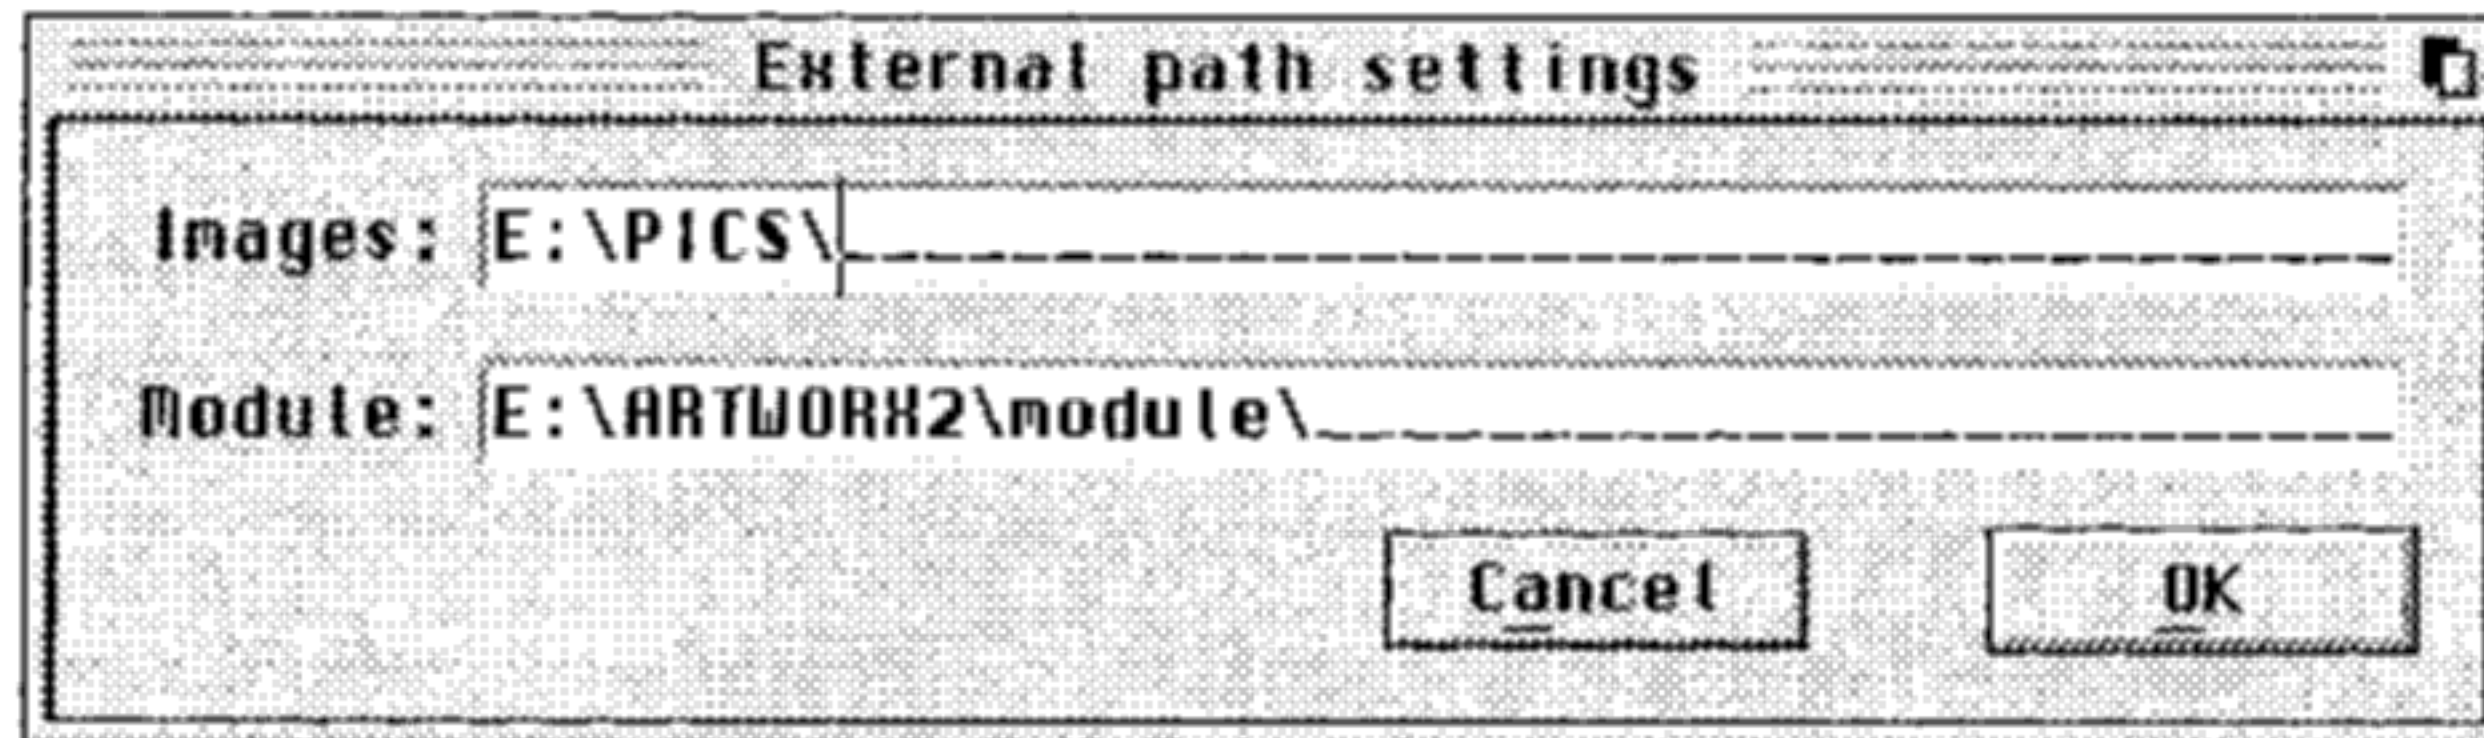 External path settings
Images: E:\PICS\
Module: E:\ARTWORX2\module\
Cancel OK